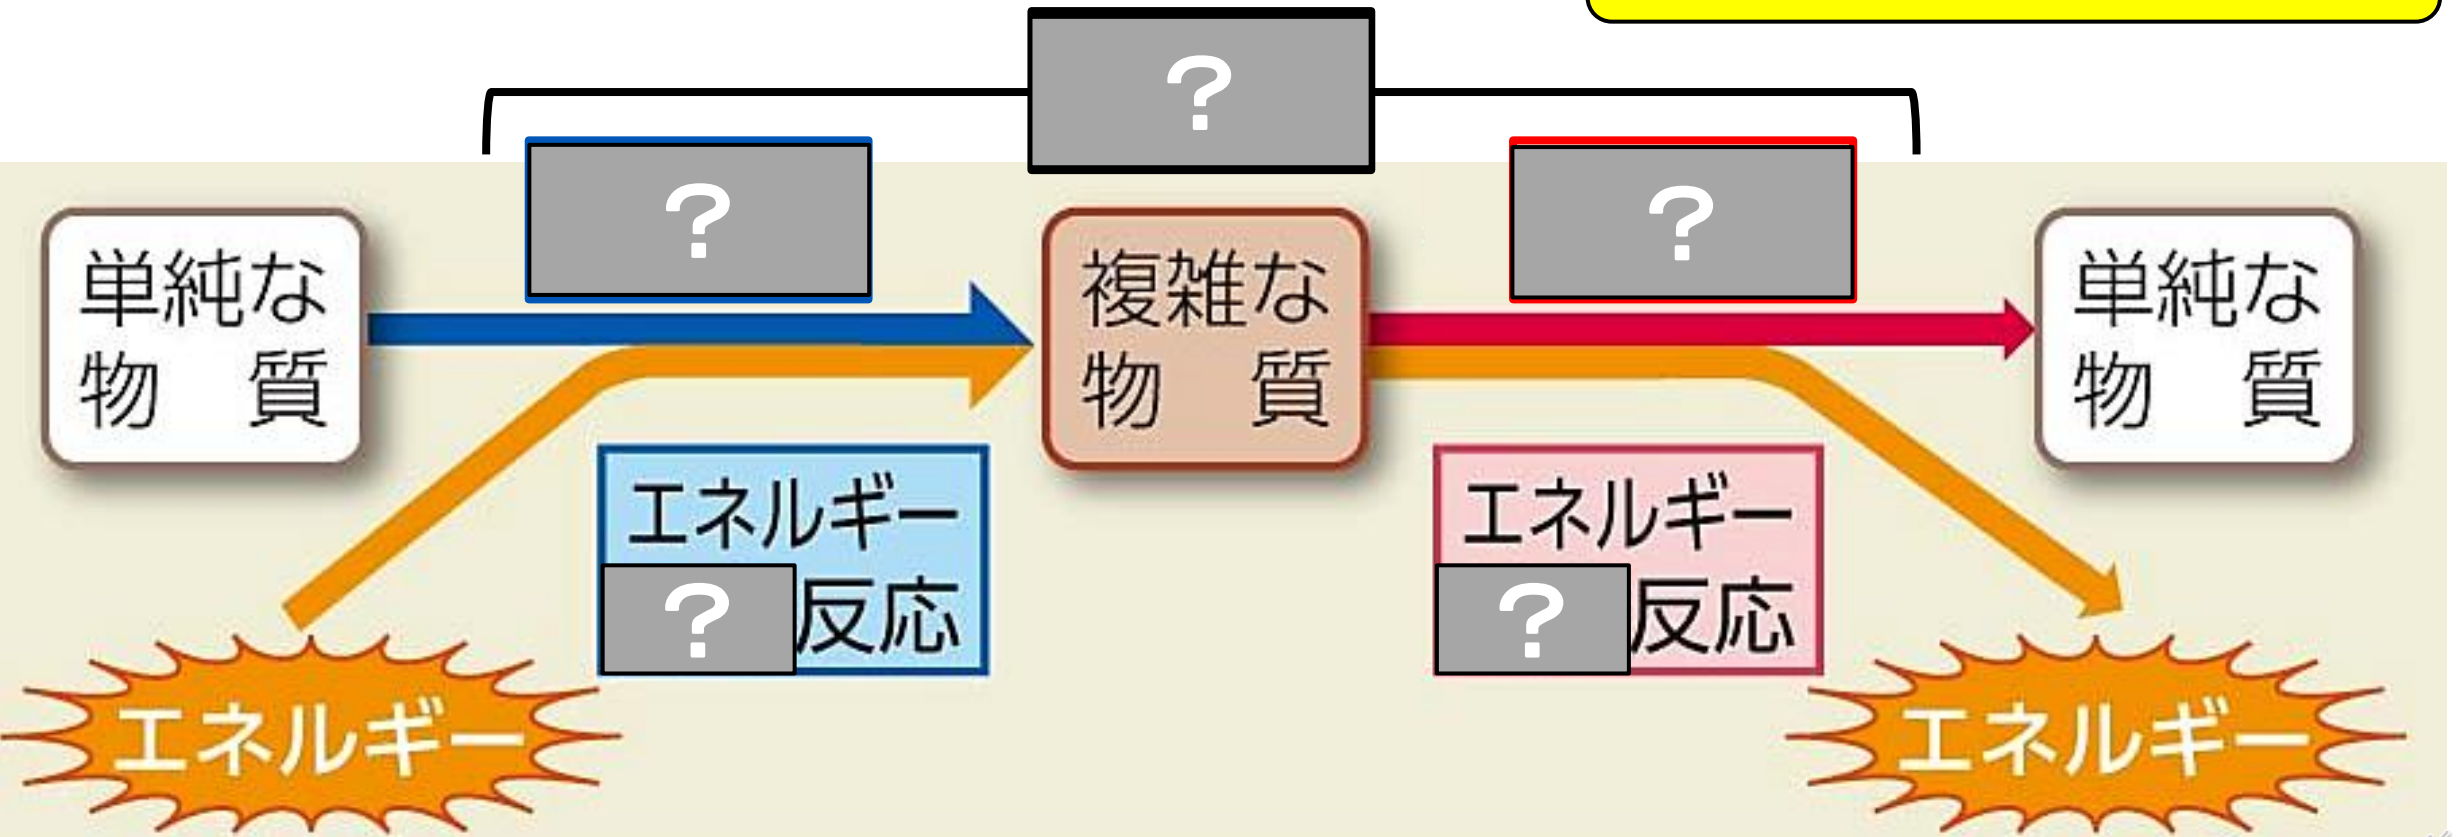 ?
?
?
単純な
物　質
複雑な
物　質
単純な
物　質
エネルギー
?反応
エネルギー
?反応
エネルギー
エネルギー